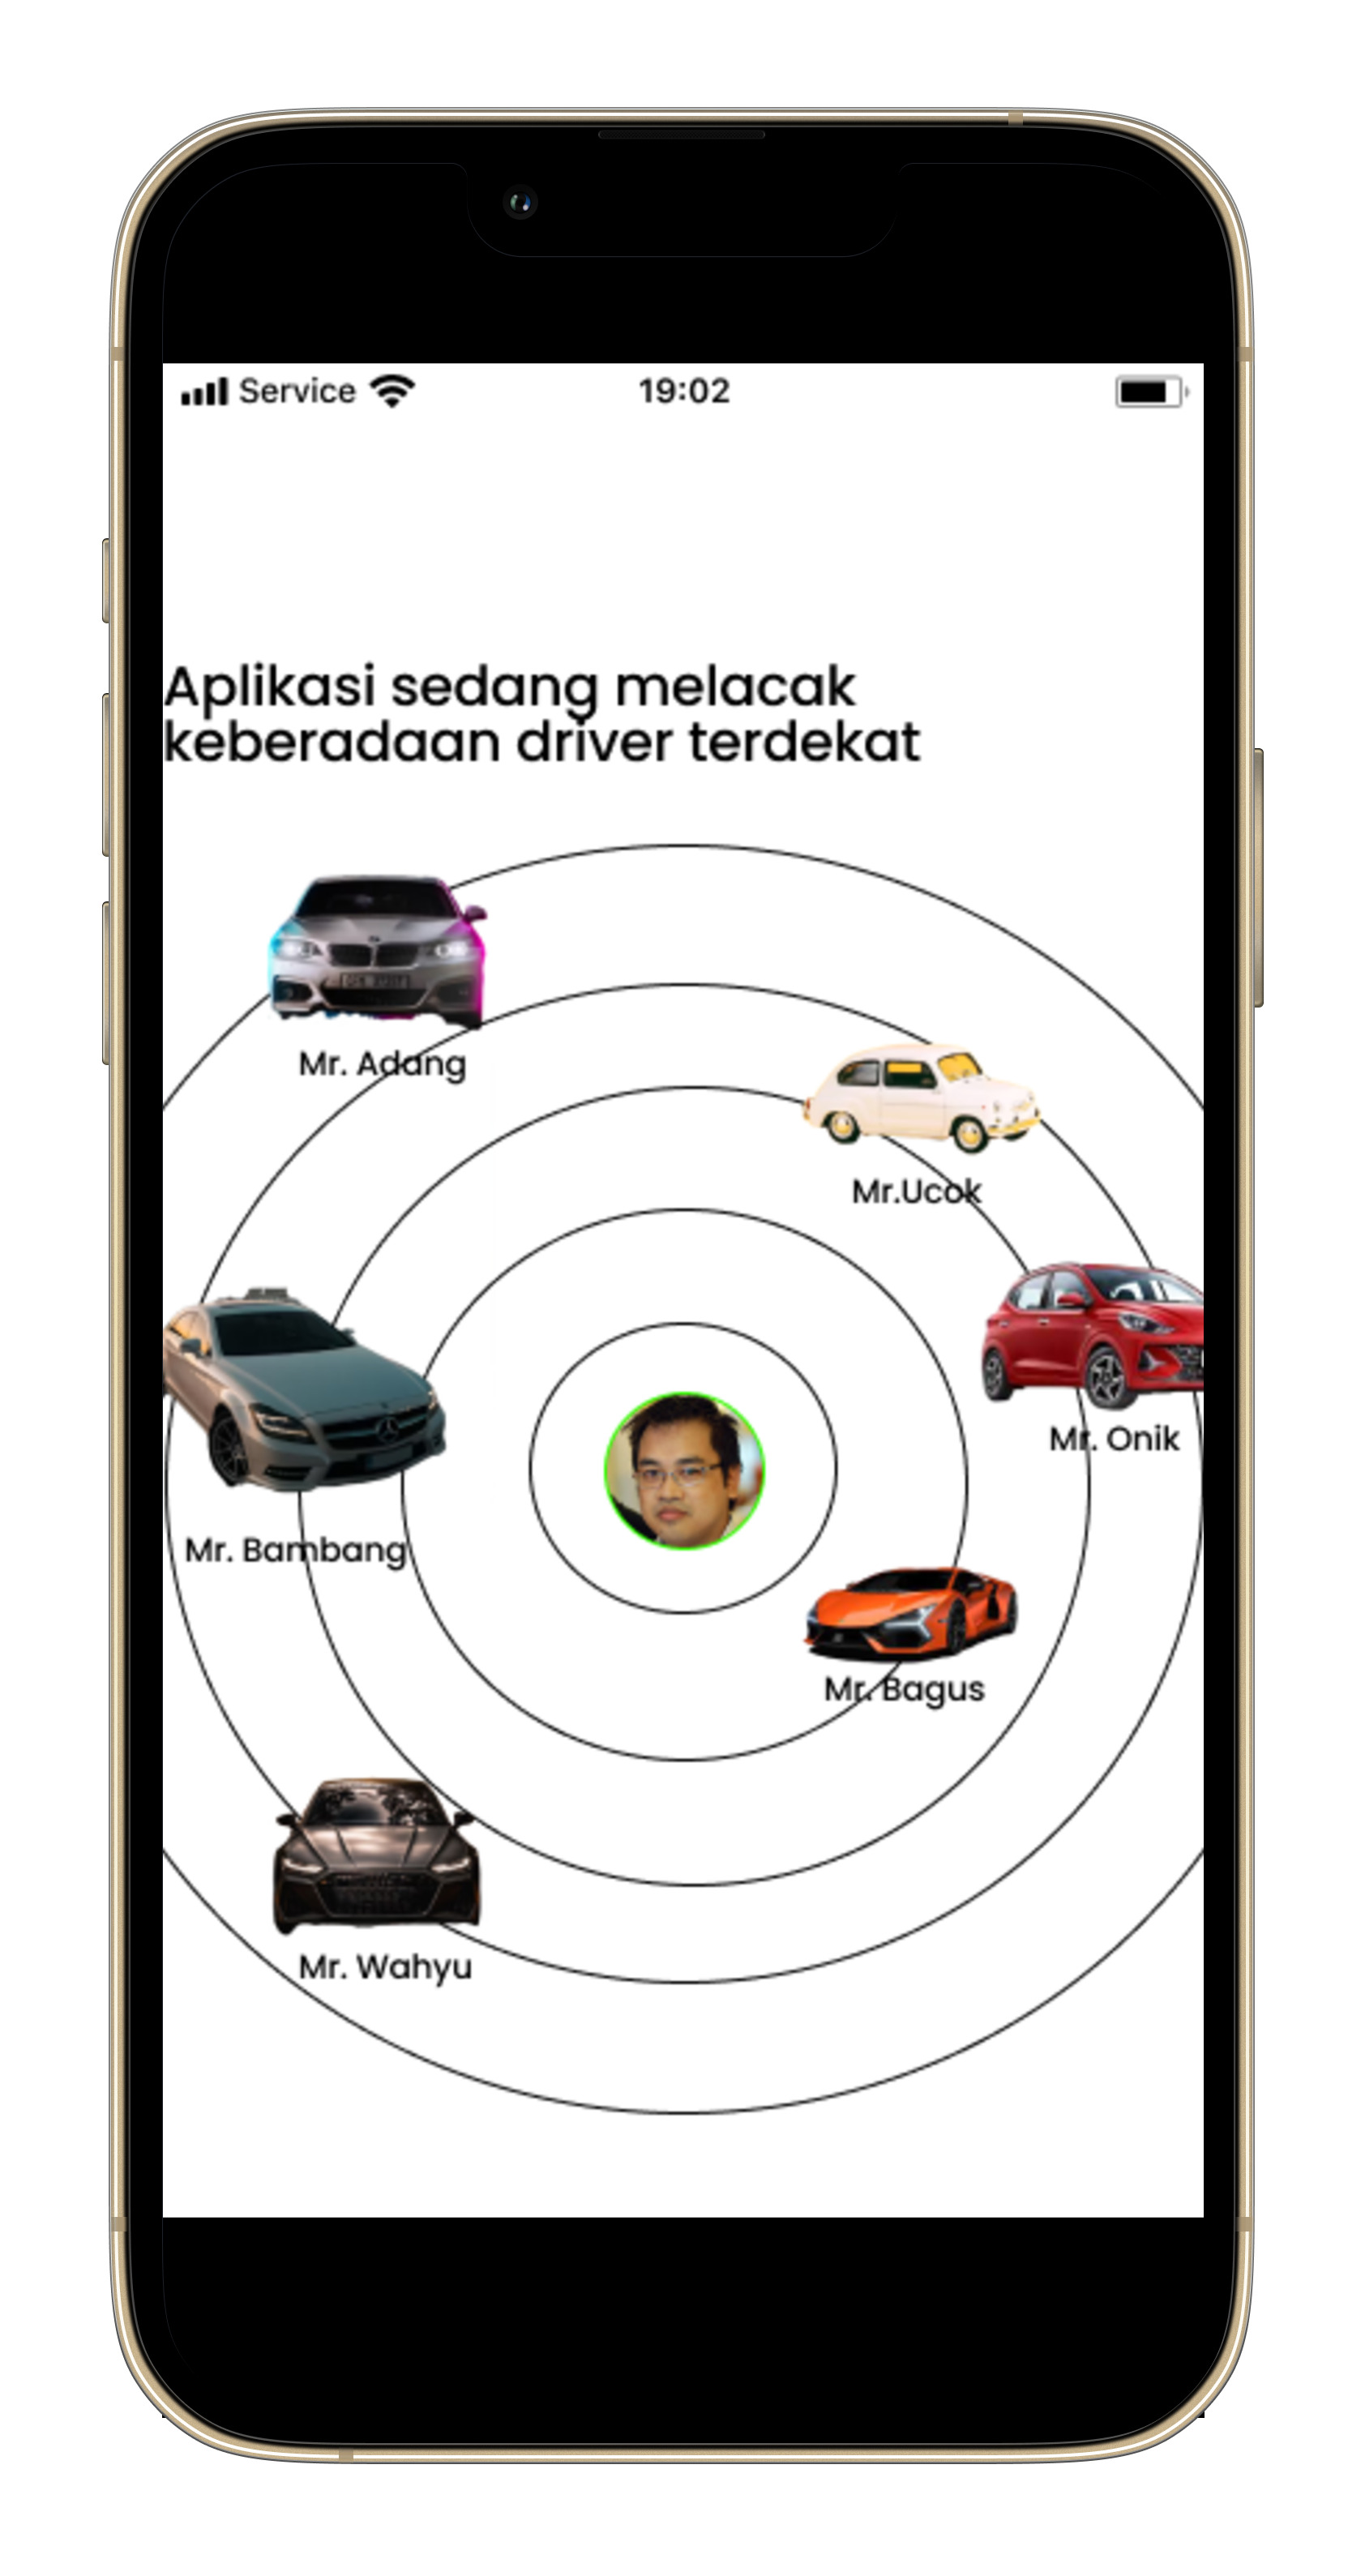 Service 19:02
Aplikasi sedang melacak
keberadaan driver terdekat
Mr. Adang
Mr.Ucok
Mr. Onik
Mr. Bambang
Mr. Bagus
Mr. Wahyu